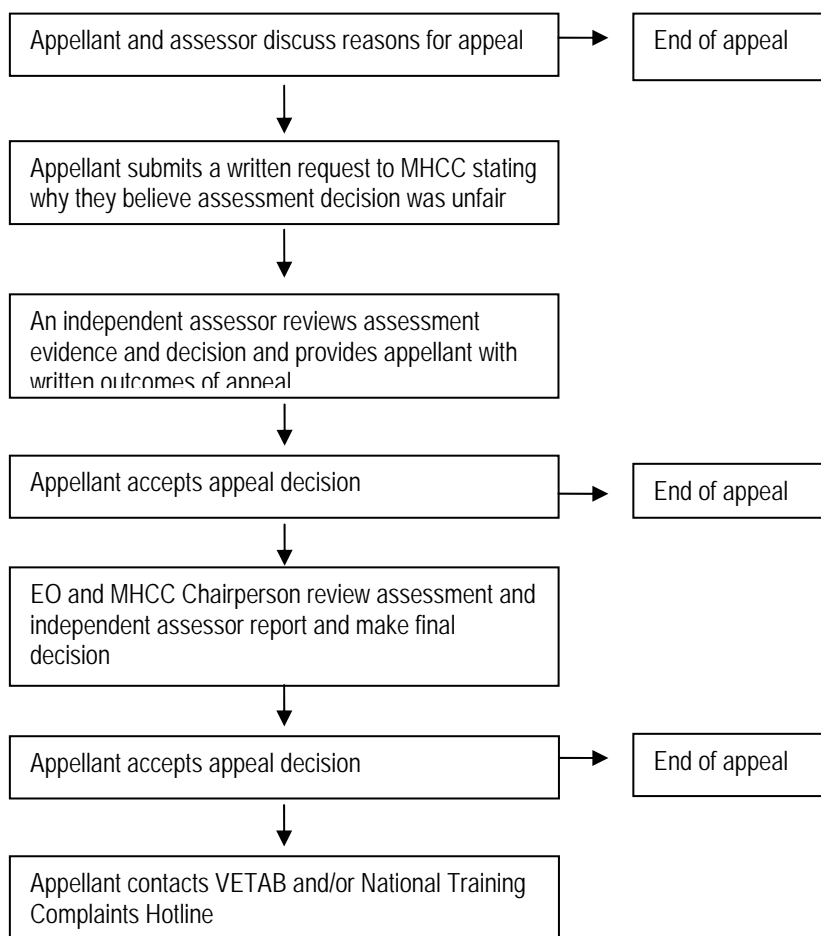 Appellant and assessor discuss reasons for appeal
End of appeal
Appellant submits a written request to MHCC stating
why they believe assessment decision was unfair
An independent assessor reviews assessment
evidence and decision and provides appellant with
written outcomes of appeal
Appellant accepts appeal decision
End of appeal
EO and MHCC Chairperson review assessment and
independent assessor report and make final
decision
Appellant accepts appeal decision
End of appeal
Appellant contacts VETAB and/or National Training
Complaints Hotline